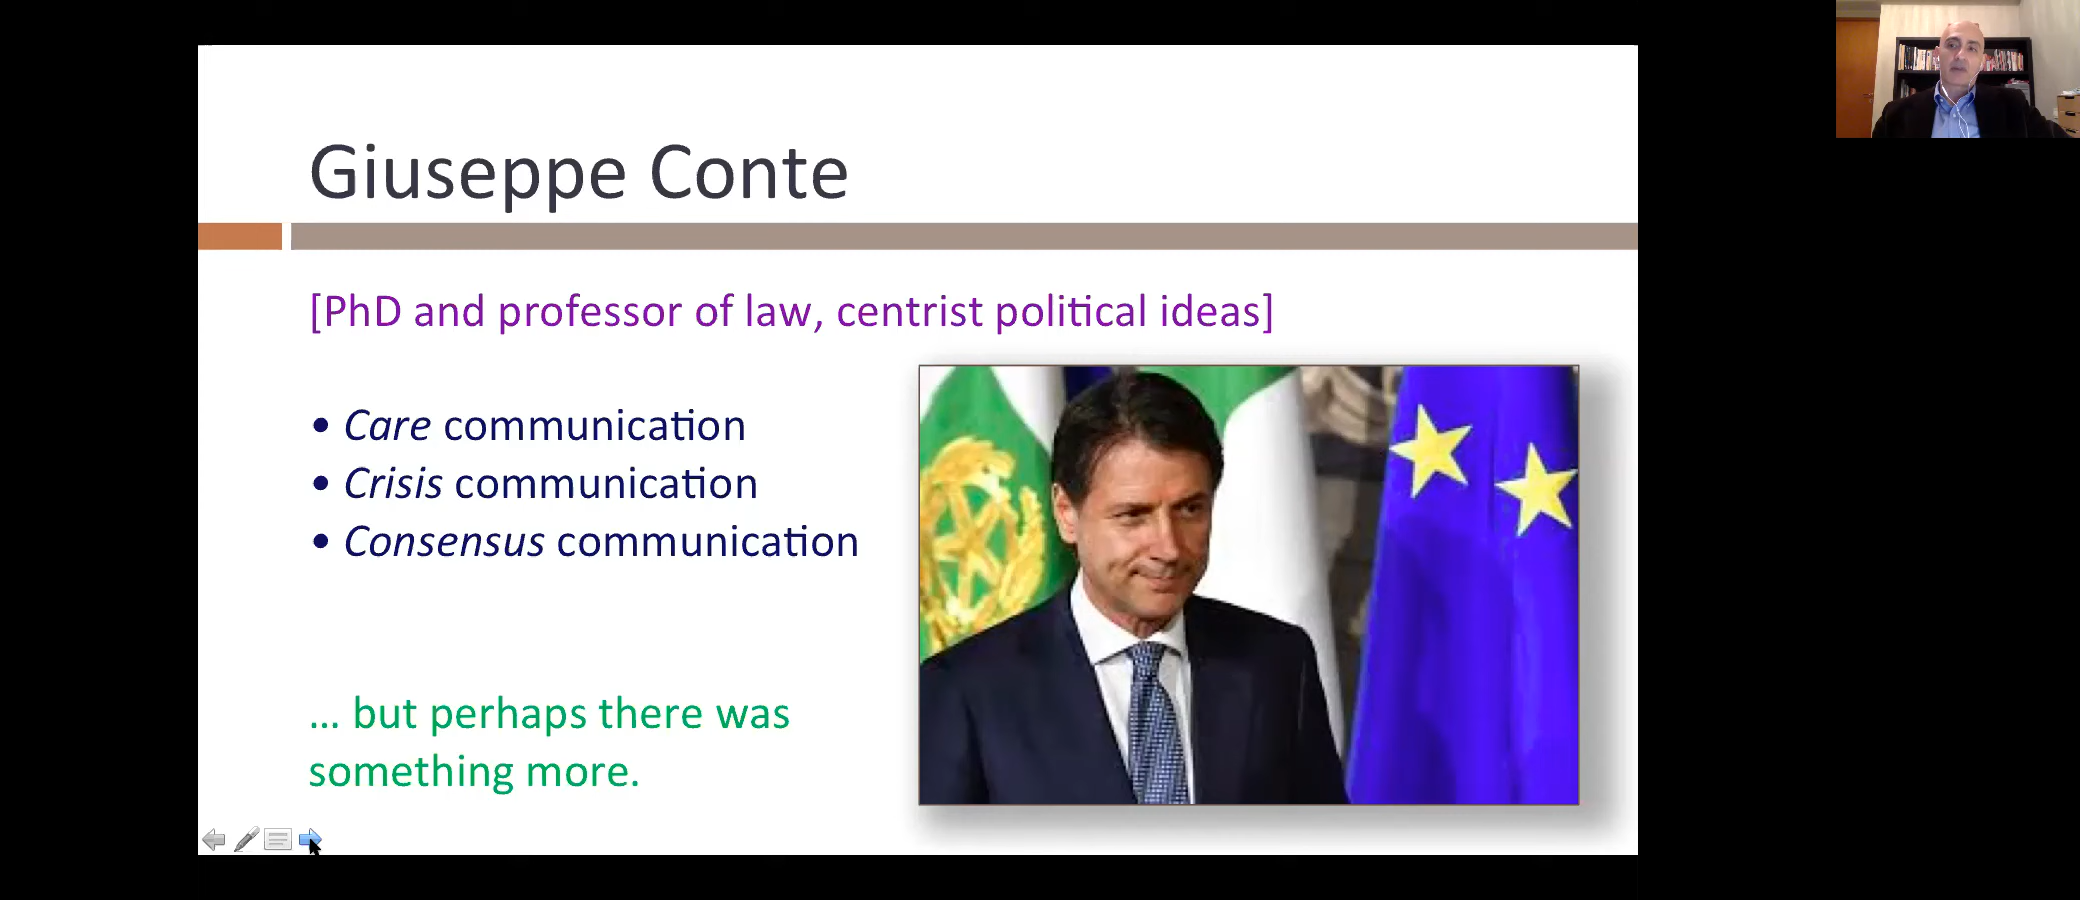 Giuseppe Conte
[PhD and professor of law, centrist political ideas]
• Care communication
• Crisis communication
• Consensus communication
... but perhaps there was
something more.